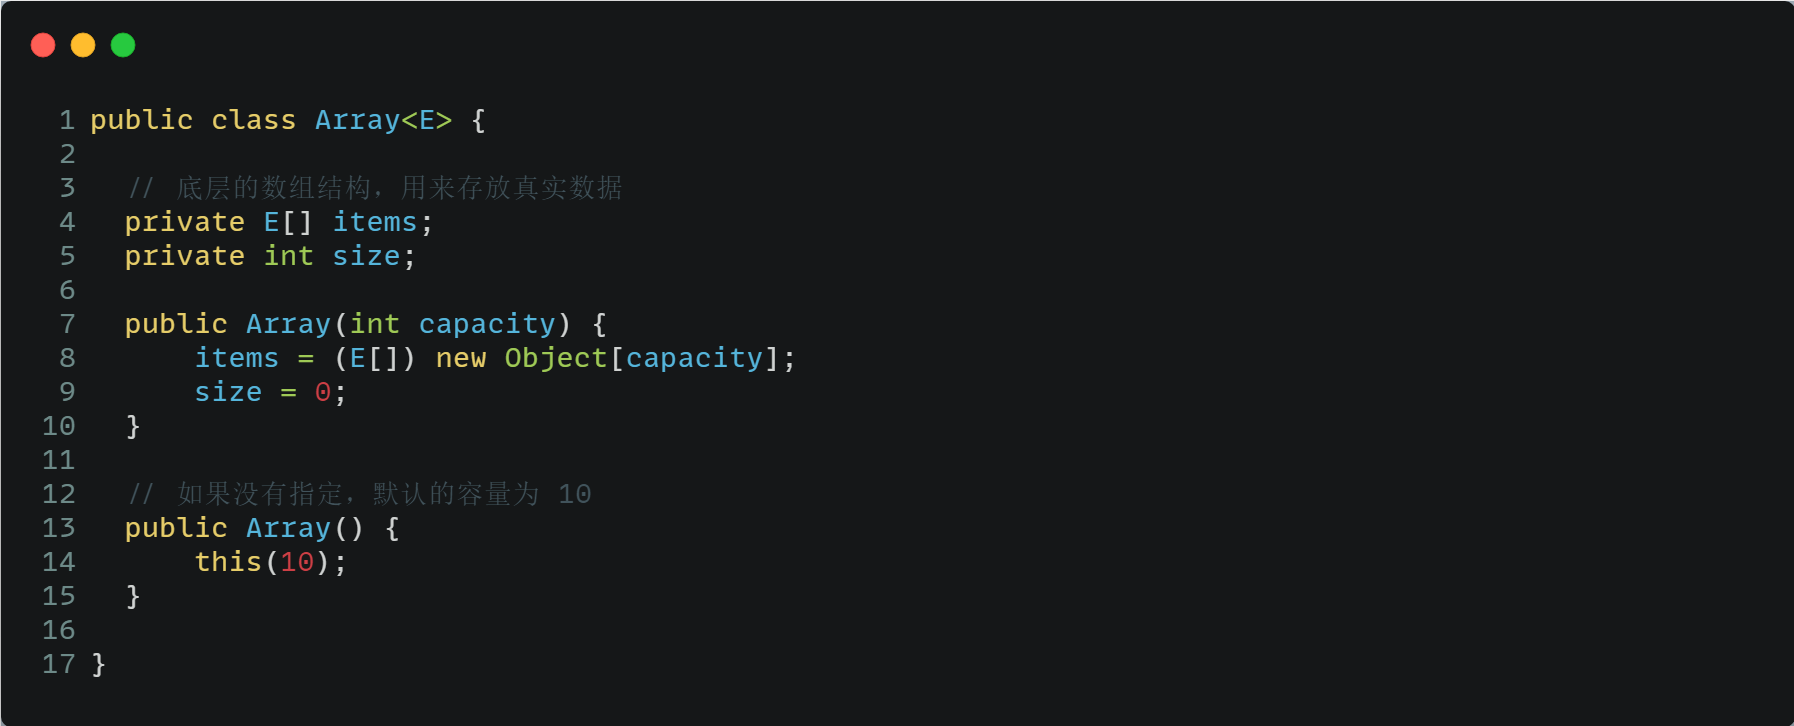 1 public class Array<E> {
2
3   // 底层的数组结构，用来存放真实数据
4   private E[] items;
5   private int size;
6
7   public Array(int capacity) {
8       items = (E[]) new Object[capacity];
9       size = 0;
10   }
11
12   // 如果没有指定，默认的容量为 10
13   public Array() {
14       this(10);
15   }
16
17 }